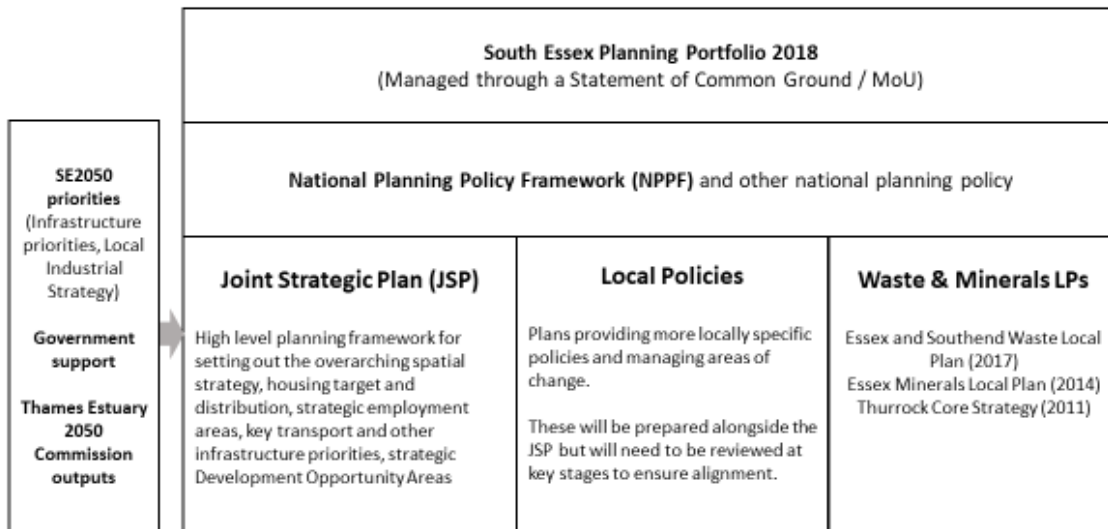 South Essex Planning Portfolio 2018
(Managed through a Statement of Common Ground / MoU)
National Planning Policy Framework (NPPF) and other national planning policy
SE2050
priorities
(Infrastructure
priorities, Local
Industrial
Strategy)
Government
support
Thames Estuary
2050
Commission
outputs
Joint Strategic Plan (JSP)
High level planning framework for
setting out the overarching spatial
strategy, housing target and
distribution, strategic employment
areas, key transport and other
infrastructure priorities, strategic
Development Opportunity Areas
Local Policies
Plans providing more locally specific
policies and managing areas of
change.
These will be prepared alongside the
JSP but will need to be reviewed at
key stages to ensure alignment.
Waste & Minerals LPs
Essex and Southend Waste Local
Plan (2017)
Essex Minerals Local Plan (2014)
Thurrock Core Strategy (2011)